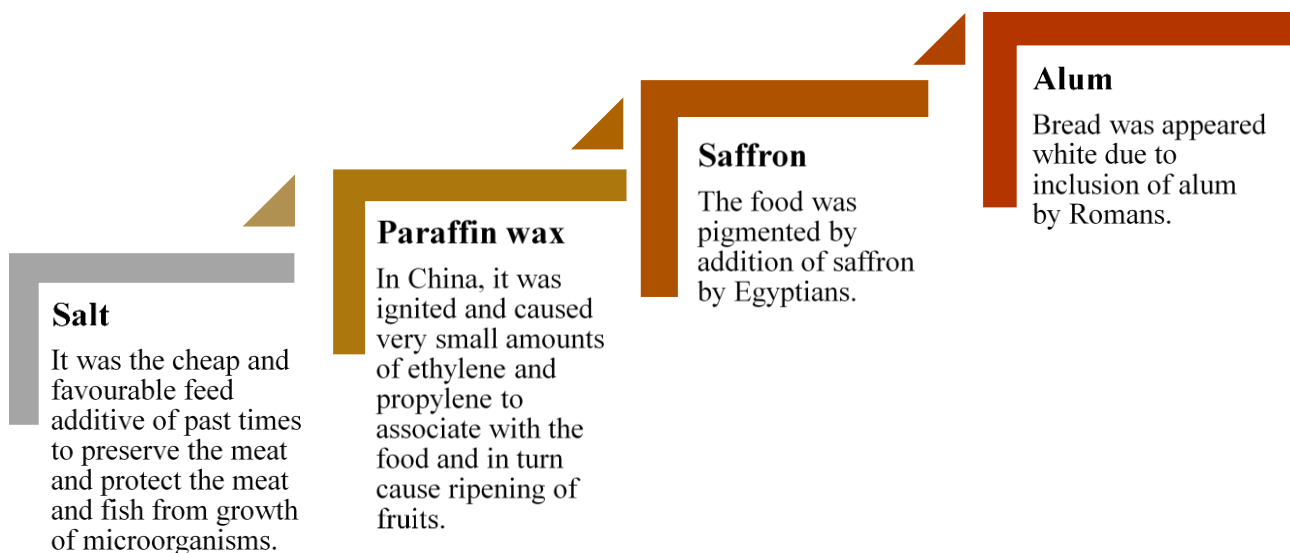 Salt
It was the cheap and
favourable feed
additive of past times
to preserve the meat
and protect the meat
and fish from growth
of microorganisms.
Paraffin wax
In China, it was
ignited and caused
very small amounts
of ethylene and
propylene to
associate with the
food and in turn
cause ripening of
fruits.
Saffron
The food was
pigmented by
addition of saffron
by Egyptians.
Alum
Bread was appeared
white due to
inclusion of alum
by Romans.